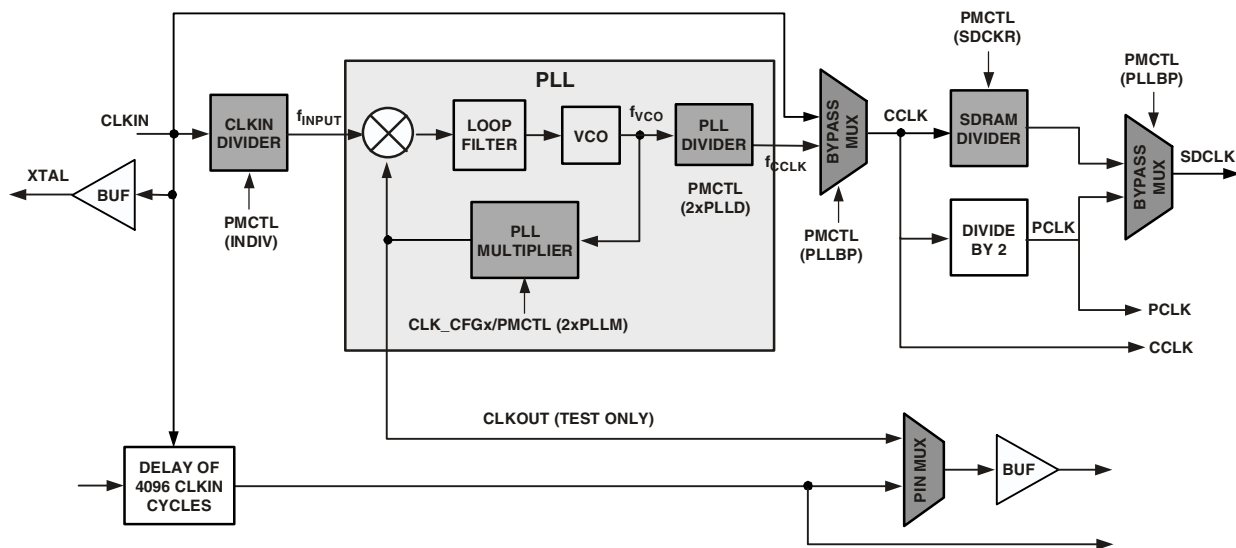 PMCTL
(SDCKR)
PLL
PMCTL
(PLLBP)
CLKIN
CLKIN
DIVIDER
fINPUT
LOOP
FILTER
VCO
fVCO
PLL
DIVIDER
fCCLK
BYPASS
MUX
CCLK
SDRAM
DIVIDER
BYPASS
MUX
SDCLK
XTAL
BUF
PMCTL
(INDIV)
PMCTL
(2xPLLD)
PLL
MULTIPLIER
PMCTL
(PLLBP)
DIVIDE
BY 2
PCLK
CLK_CFGx/PMCTL (2xPLLM)
PCLK
CCLK
CLKOUT (TEST ONLY)
DELAY OF
4096 CLKIN
CYCLES
PIN MUX
BUF